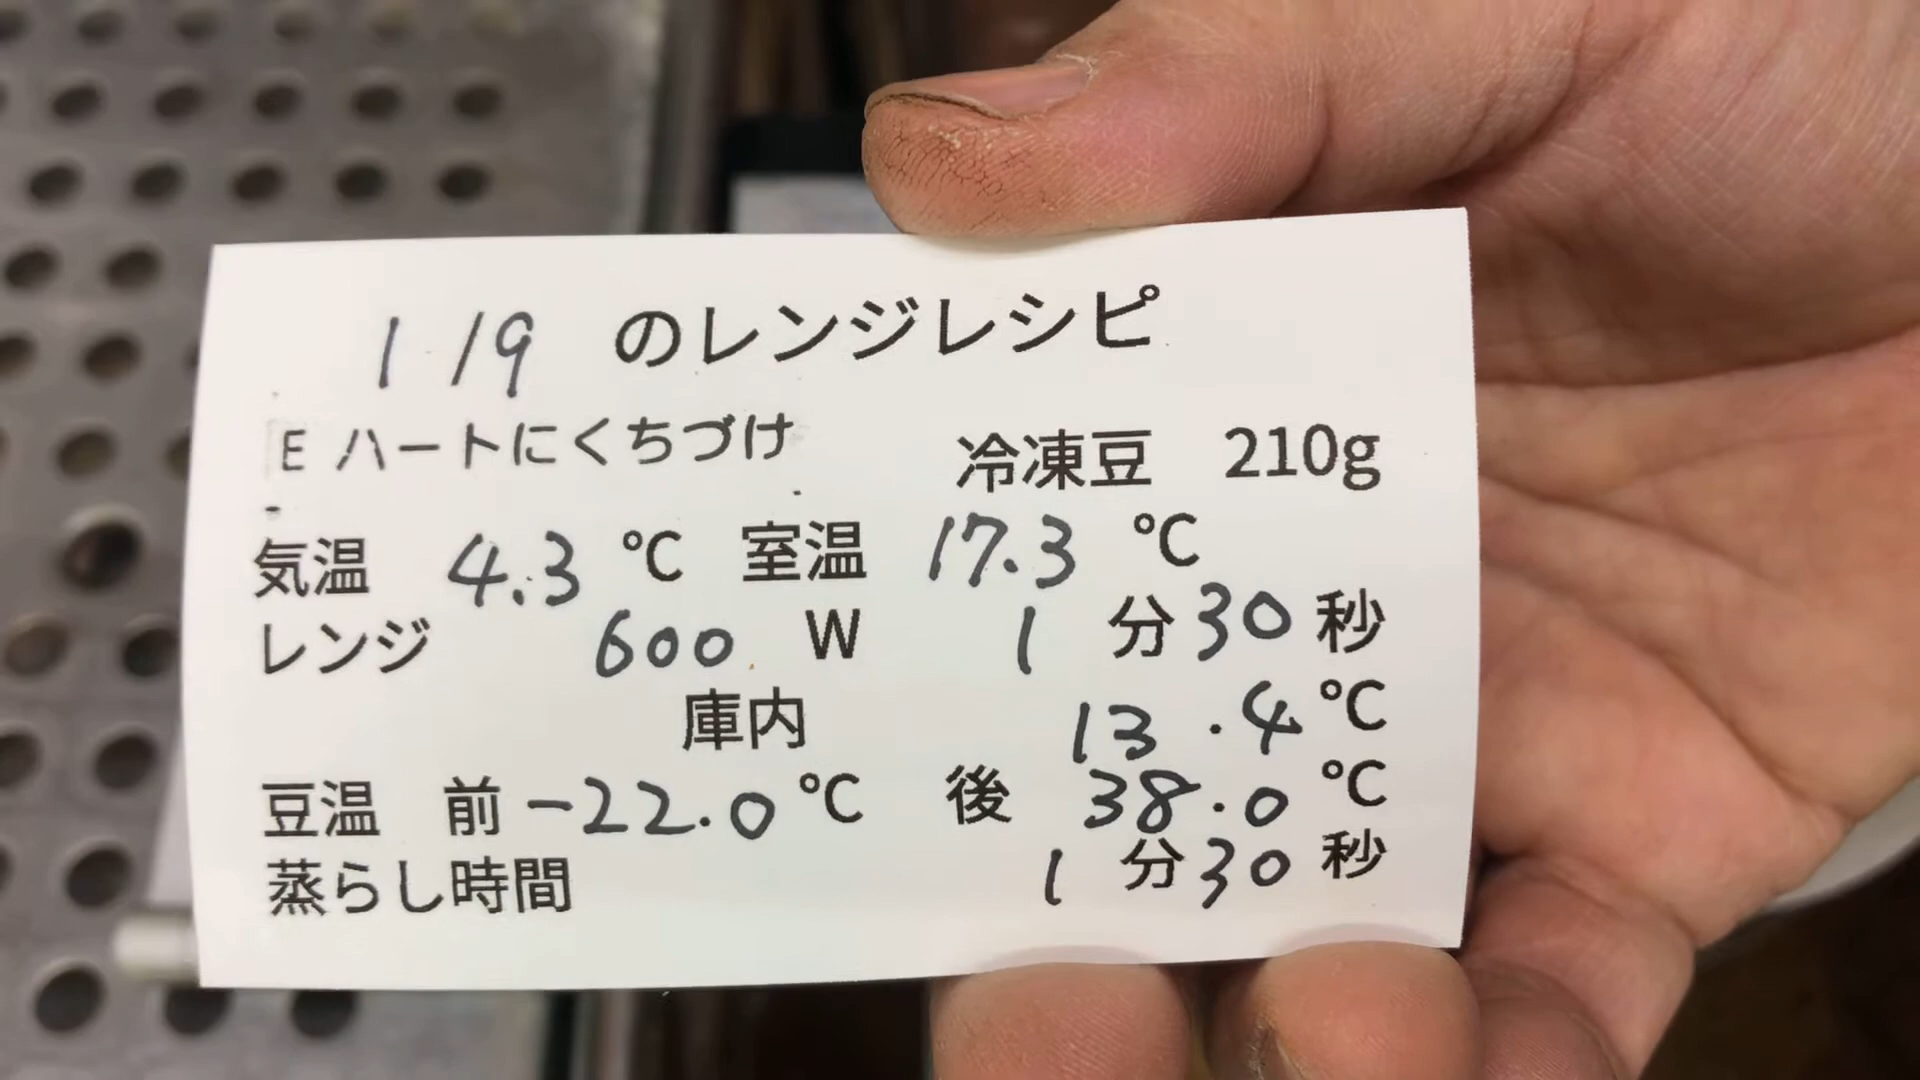 1/9 のレンジレシピ
E ハートにくちづけ 冷凍豆 210g
気温 4.3 ℃ 室温 17.3 ℃
レンジ 600 W 1 分 30 秒
庫内 13.4 ℃
豆温 前 -22.0 ℃ 後 38.0 ℃
蒸らし時間 1 分 30 秒